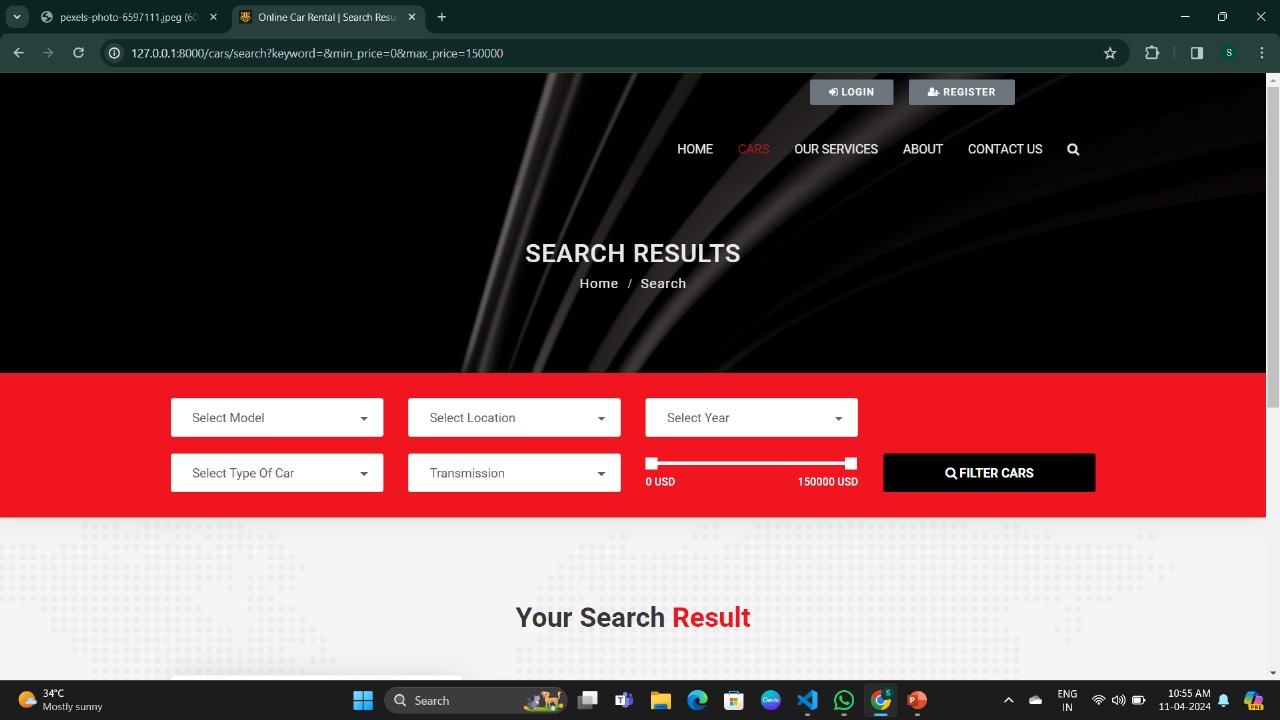 pexels-photo-6597111.jpeg (60
Online Car Rental | Search Resu
127.0.0.1:8000/cars/search?keyword=&min_price=0&max_price=150000
S
LOGIN
REGISTER
HOME
CARS
OUR SERVICES
ABOUT
CONTACT US
SEARCH RESULTS
Home / Search
Select Model
Select Location
Select Year
Select Type Of Car
Transmission
0 USD
150000 USD
FILTER CARS
Your Search Result
34°C
Mostly sunny
Search
Canva
S
ENG
IN
10:55 AM
11-04-2024
PRE